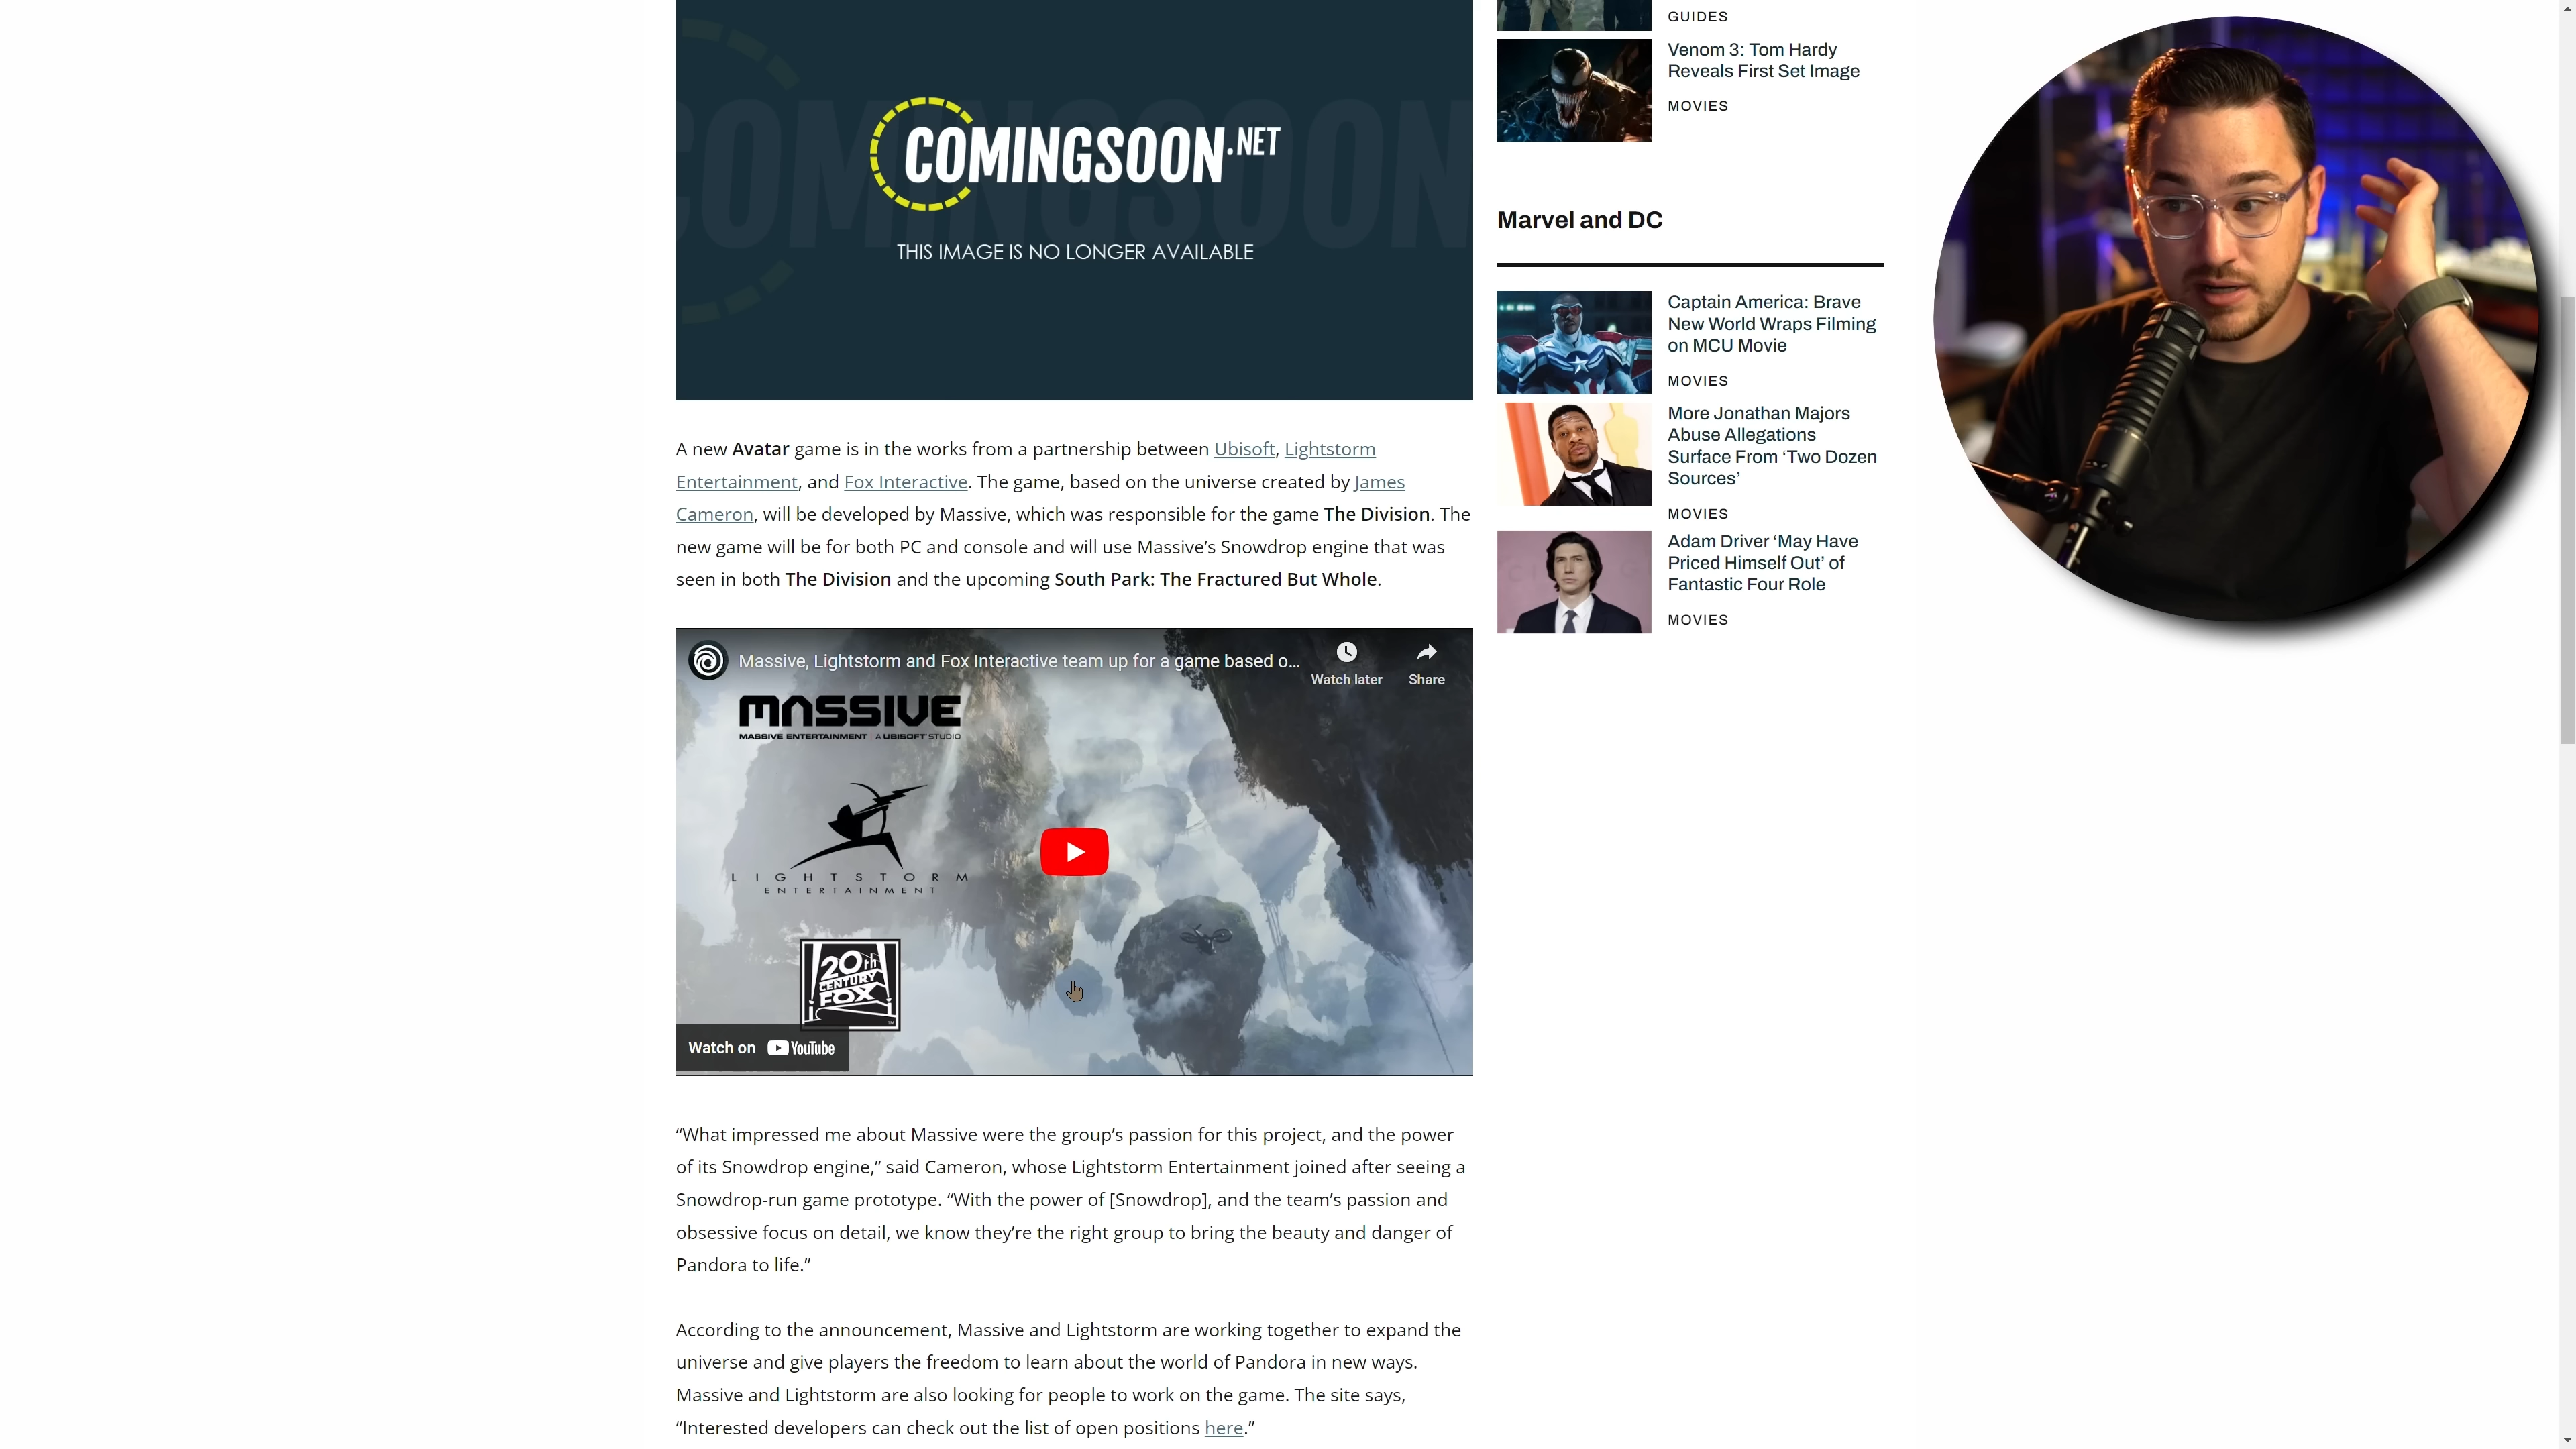 COMINGSOON.NET
THIS IMAGE IS NO LONGER AVAILABLE
A new Avatar game is in the works from a partnership between Ubisoft, Lightstorm
Entertainment, and Fox Interactive. The game, based on the universe created by James
Cameron, will be developed by Massive, which was responsible for the game The Division. The
new game will be for both PC and console and will use Massive’s Snowdrop engine that was
seen in both The Division and the upcoming South Park: The Fractured But Whole.
Massive, Lightstorm and Fox Interactive team up for a game based o...
Watch later
Share
MASSIVE
MASSIVE ENTERTAINMENT | A UBISOFT STUDIO
LIGHTSTORM
ENTERTAINMENT
20th
CENTURY
FOX
TM
Watch on YouTube
“What impressed me about Massive were the group’s passion for this project, and the power
of its Snowdrop engine,” said Cameron, whose Lightstorm Entertainment joined after seeing a
Snowdrop-run game prototype. “With the power of [Snowdrop], and the team’s passion and
obsessive focus on detail, we know they’re the right group to bring the beauty and danger of
Pandora to life.”
According to the announcement, Massive and Lightstorm are working together to expand the
universe and give players the freedom to learn about the world of Pandora in new ways.
Massive and Lightstorm are also looking for people to work on the game. The site says,
“Interested developers can check out the list of open positions here.”
GUIDES
Venom 3: Tom Hardy
Reveals First Set Image
MOVIES
Marvel and DC
Captain America: Brave
New World Wraps Filming
on MCU Movie
MOVIES
More Jonathan Majors
Abuse Allegations
Surface From ‘Two Dozen
Sources’
MOVIES
Adam Driver ‘May Have
Priced Himself Out’ of
Fantastic Four Role
MOVIES